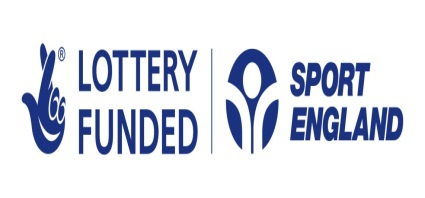 LOTTERY
FUNDED
®
SPORT
ENGLAND